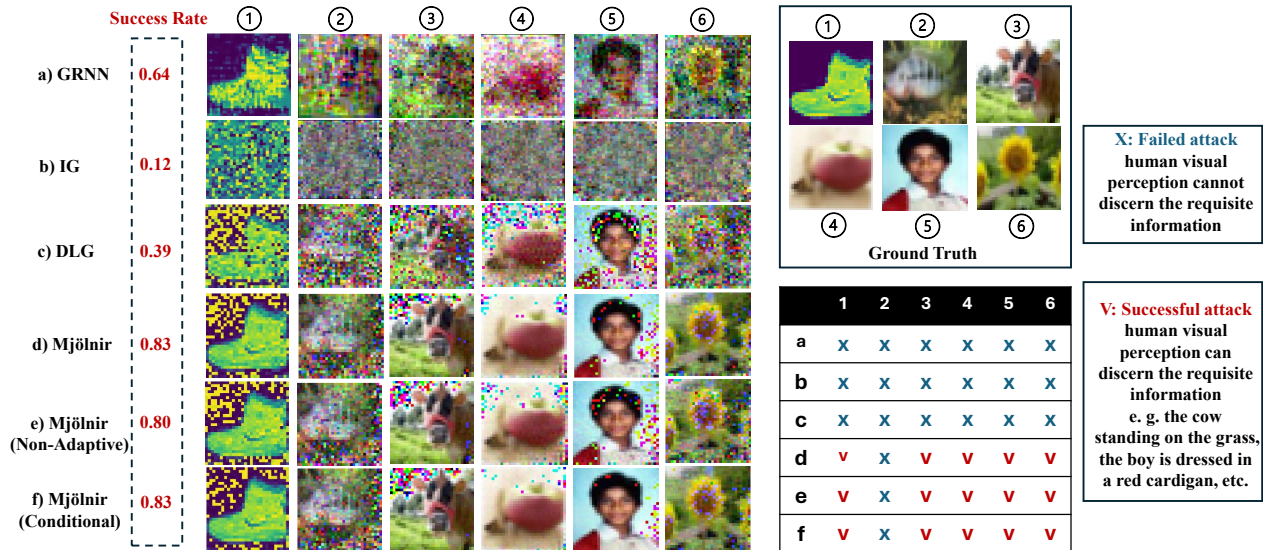 Success Rate
① ② ③ ④ ⑤ ⑥
a) GRNN 0.64
b) IG 0.12
c) DLG 0.39
d) Mjölnir 0.83
e) Mjölnir 0.80
(Non-Adaptive)
f) Mjölnir 0.83
(Conditional)
① ② ③
④ ⑤ ⑥
Ground Truth
1 2 3 4 5 6
a X X X X X X
b X X X X X X
c X X X X X X
d V X V V V V
e V X V V V V
f V X V V V V
X: Failed attack
human visual
perception cannot
discern the requisite
information
V: Successful attack
human visual
perception can
discern the requisite
information
e. g. the cow
standing on the grass,
the boy is dressed in
a red cardigan, etc.